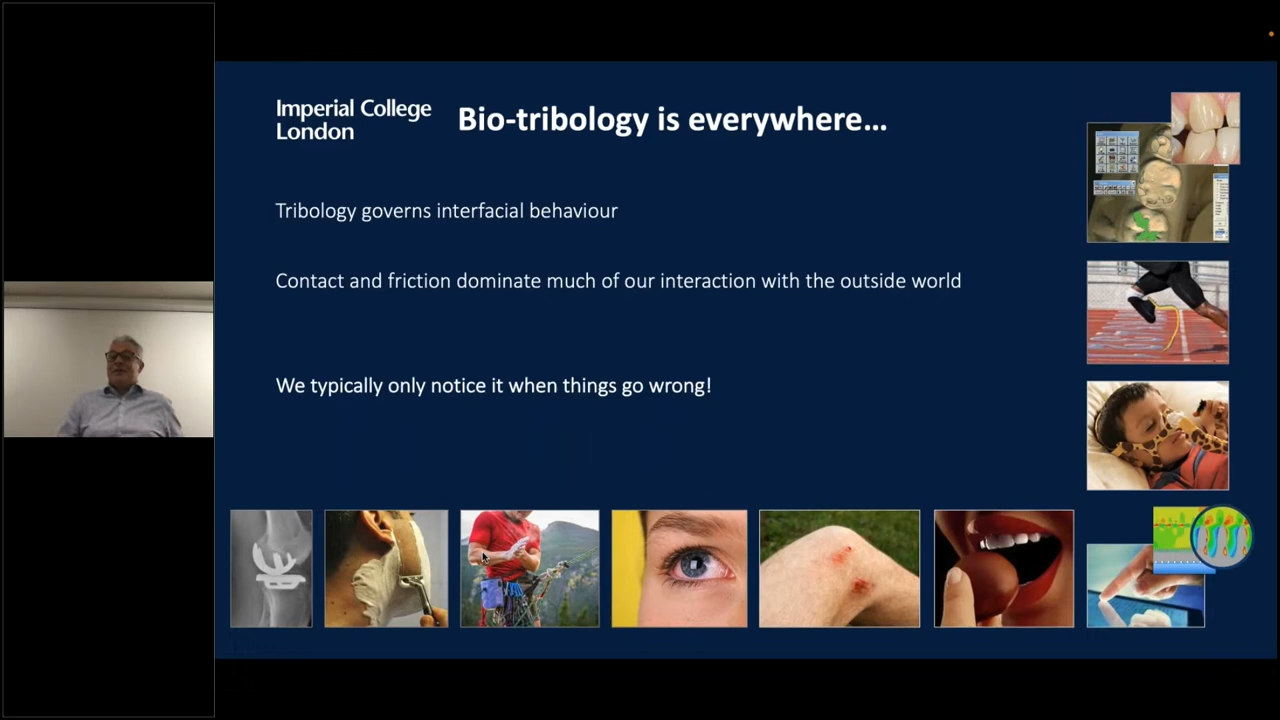 Imperial College
London
Bio-tribology is everywhere...
Tribology governs interfacial behaviour
Contact and friction dominate much of our interaction with the outside world
We typically only notice it when things go wrong!